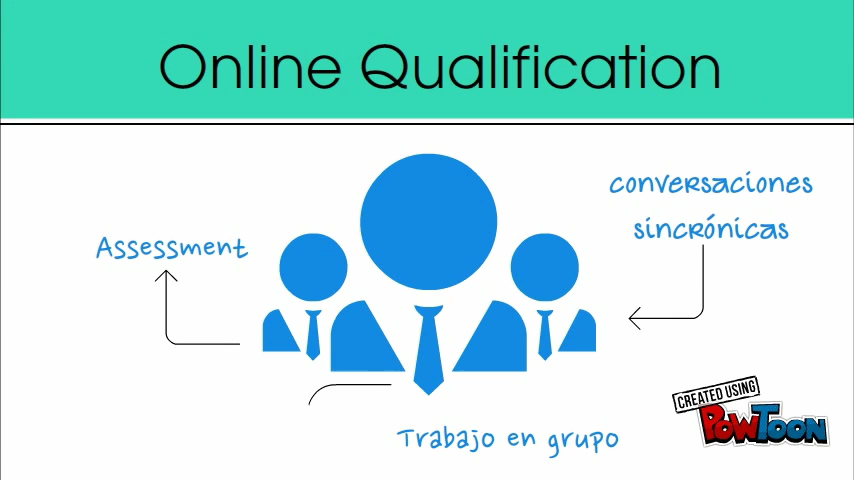 Online Qualification
conversaciones
sincrónicas
Assessment
Trabajo en grupo
CREATED USING
POWTOON